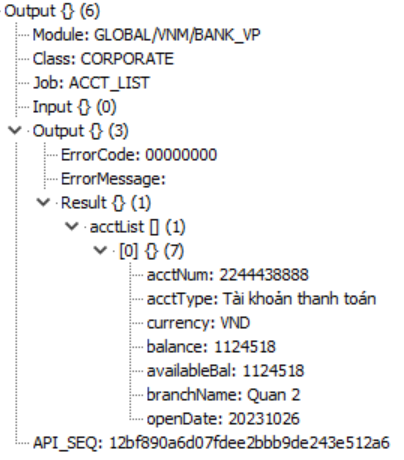 Output {} (6)
Module: GLOBAL/VNM/BANK_VP
Class: CORPORATE
Job: ACCT_LIST
Input {} (0)
Output {} (3)
ErrorCode: 00000000
ErrorMessage:
Result {} (1)
acctList [] (1)
[0] {} (7)
acctNum: 2244438888
acctType: Tài khoản thanh toán
currency: VND
balance: 1124518
availableBal: 1124518
branchName: Quan 2
openDate: 20231026
API_SEQ: 12bf890a6d07fdee2bbb9de243e512a6